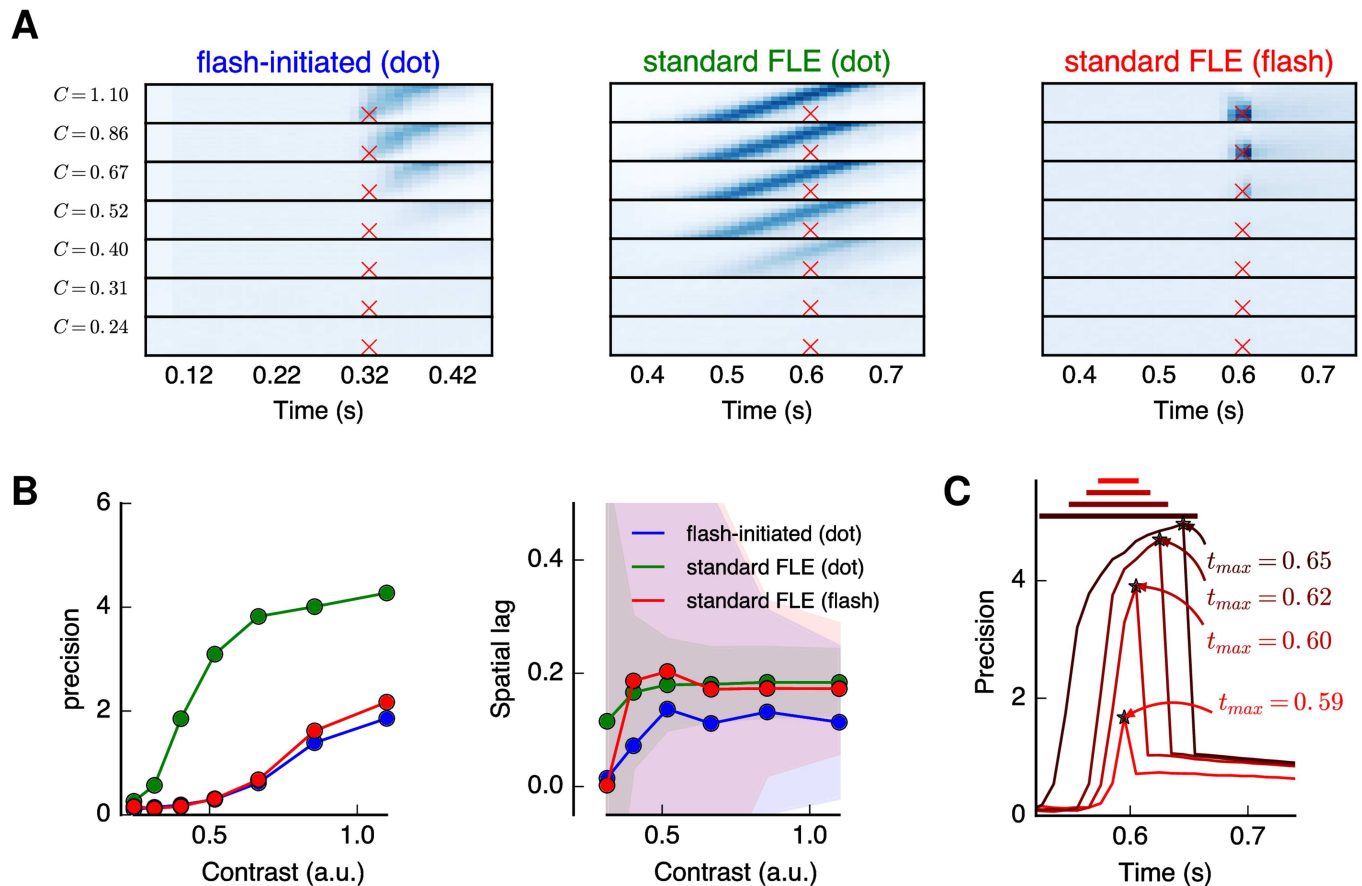 A
flash-initiated (dot)
standard FLE (dot)
standard FLE (flash)
C = 1.10
C = 0.86
C = 0.67
C = 0.52
C = 0.40
C = 0.31
C = 0.24
0.12 0.22 0.32 0.42
0.4 0.5 0.6 0.7
0.4 0.5 0.6 0.7
Time (s)
Time (s)
Time (s)
B
precision
6
4
2
0
0.5 1.0
Contrast (a.u.)
Spatial lag
0.4
0.2
0.0
flash-initiated (dot)
standard FLE (dot)
standard FLE (flash)
0.5 1.0
Contrast (a.u.)
C
Precision
4
2
0
tmax = 0.65
tmax = 0.62
tmax = 0.60
tmax = 0.59
0.6 0.7
Time (s)